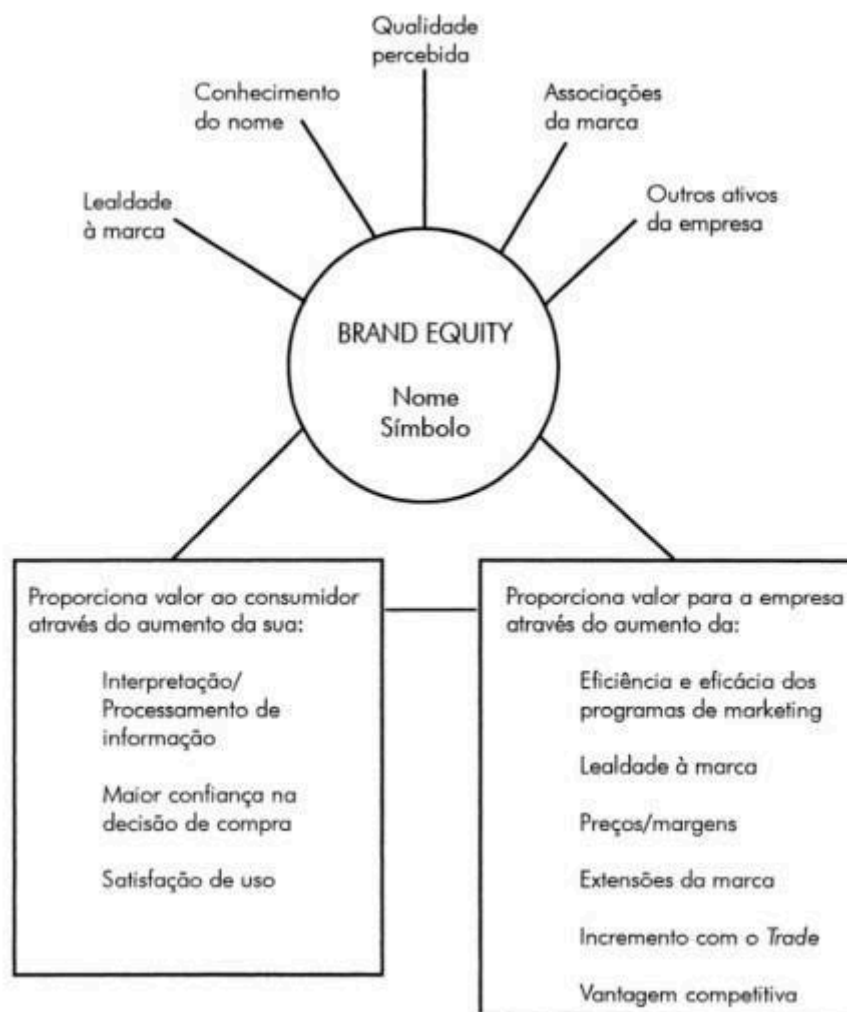 Qualidade
percebida
Conhecimento
do nome
Associações
da marca
Lealdade
à marca
Outros ativos
da empresa
BRAND EQUITY
Nome
Símbolo
Proporciona valor ao consumidor
através do aumento da sua:
Interpretação/
Processamento de
informação
Maior confiança na
decisão de compra
Satisfação de uso
Proporciona valor para a empresa
através do aumento da:
Eficiência e eficácia dos
programas de marketing
Lealdade à marca
Preços/margens
Extensões da marca
Incremento com o Trade
Vantagem competitiva